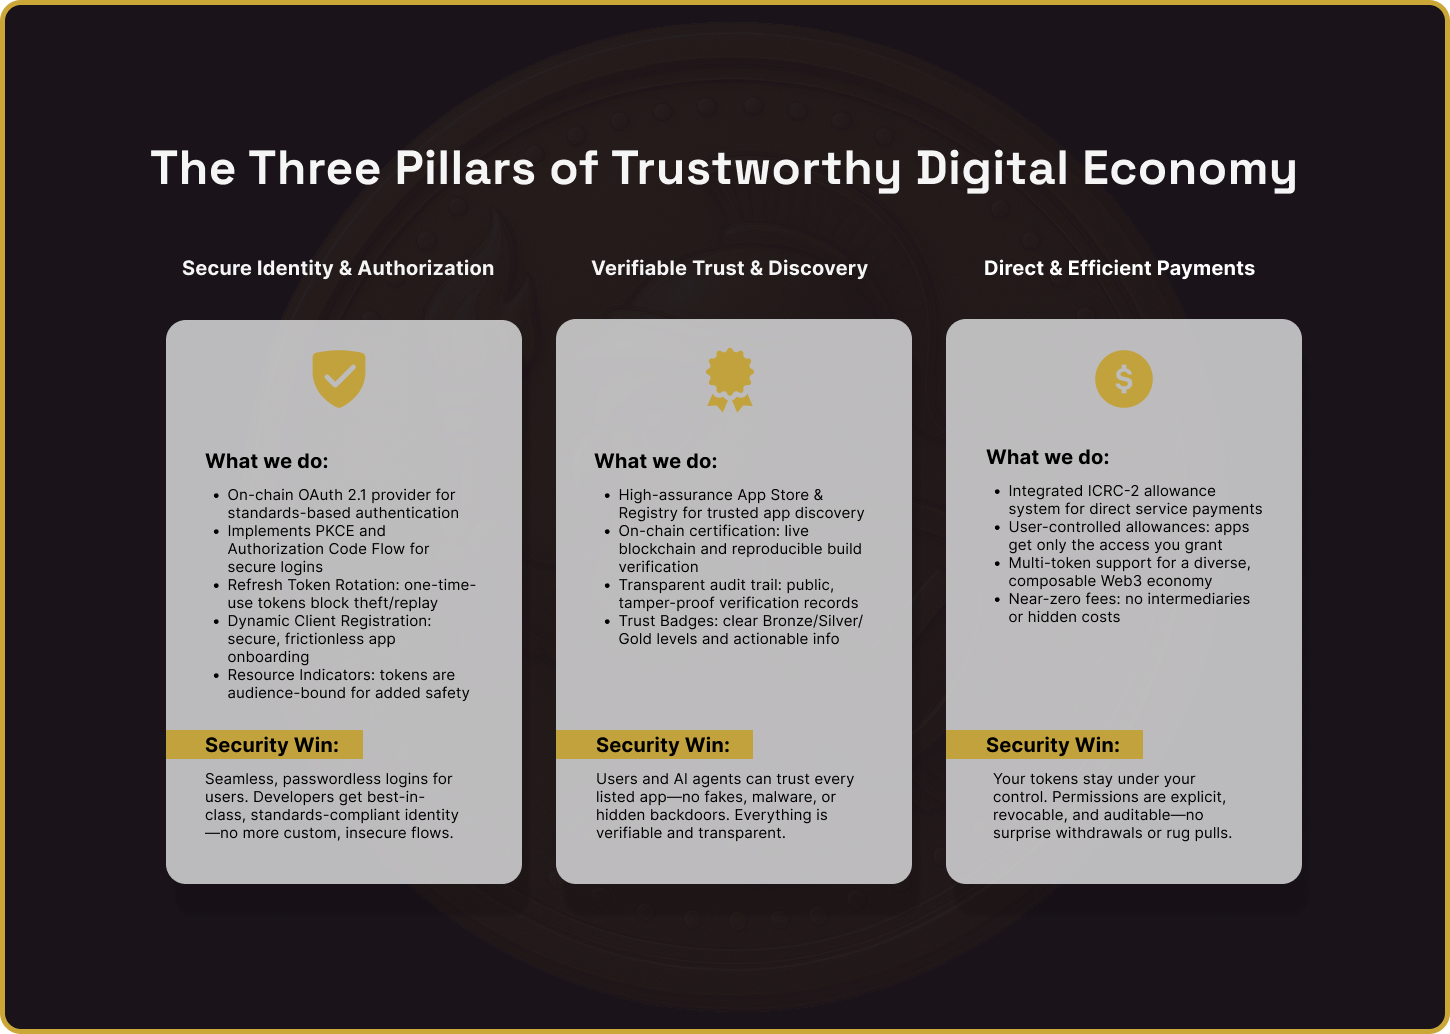 The Three Pillars of Trustworthy Digital Economy
Secure Identity & Authorization
What we do:
• On-chain OAuth 2.1 provider for
standards-based authentication
• Implements PKCE and
Authorization Code Flow for
secure logins
• Refresh Token Rotation: one-time-
use tokens block theft/replay
• Dynamic Client Registration:
secure, frictionless app
onboarding
• Resource Indicators: tokens are
audience-bound for added safety
Security Win:
Seamless, passwordless logins for
users. Developers get best-in-
class, standards-compliant identity
—no more custom, insecure flows.
Verifiable Trust & Discovery
What we do:
• High-assurance App Store &
Registry for trusted app discovery
• On-chain certification: live
blockchain and reproducible build
verification
• Transparent audit trail: public,
tamper-proof verification records
• Trust Badges: clear Bronze/Silver/
Gold levels and actionable info
Security Win:
Users and AI agents can trust every
listed app—no fakes, malware, or
hidden backdoors. Everything is
verifiable and transparent.
Direct & Efficient Payments
$
What we do:
• Integrated ICRC-2 allowance
system for direct service payments
• User-controlled allowances: apps
get only the access you grant
• Multi-token support for a diverse,
composable Web3 economy
• Near-zero fees: no intermediaries
or hidden costs
Security Win:
Your tokens stay under your
control. Permissions are explicit,
revocable, and auditable—no
surprise withdrawals or rug pulls.